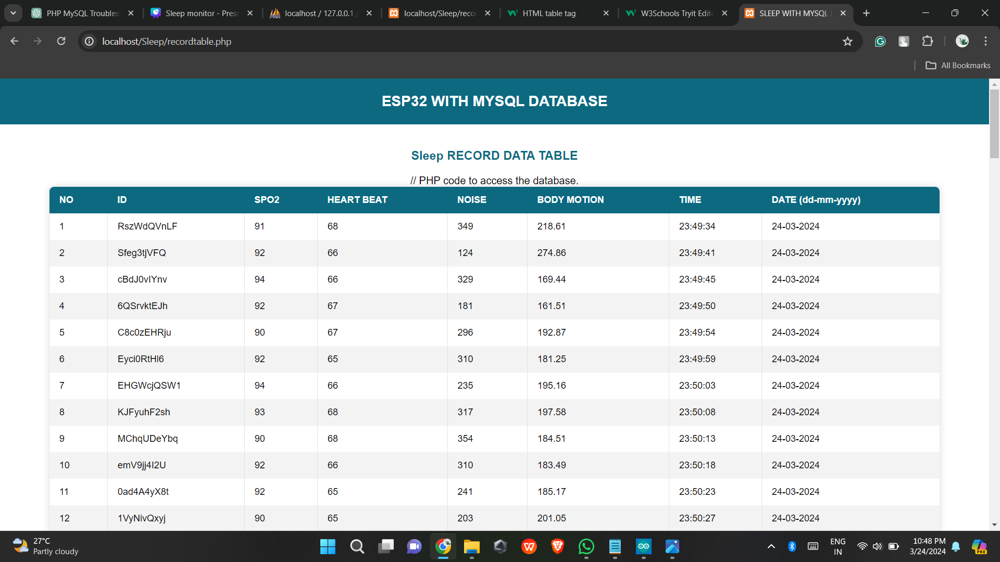 PHP MySQL Troubles
Sleep monitor - Prese
localhost / 127.0.0.1 /
localhost/Sleep/recor
HTML table tag
W3Schools Tryit Edito
SLEEP WITH MYSQL
localhost/Sleep/recordtable.php
All Bookmarks
ESP32 WITH MYSQL DATABASE
Sleep RECORD DATA TABLE
// PHP code to access the database.
NO ID SPO2 HEART BEAT NOISE BODY MOTION TIME DATE (dd-mm-yyyy)
1 RszWdQVnLF 91 68 349 218.61 23:49:34 24-03-2024
2 Sfeg3tjVFQ 92 66 124 274.86 23:49:41 24-03-2024
3 cBdJ0vIYnv 94 66 329 169.44 23:49:45 24-03-2024
4 6QSrvktEJh 92 67 181 161.51 23:49:50 24-03-2024
5 C8c0zEHRju 90 67 296 192.87 23:49:54 24-03-2024
6 Eyci0RtHl6 92 65 310 181.25 23:49:59 24-03-2024
7 EHGWcjQSW1 94 66 235 195.16 23:50:03 24-03-2024
8 KJFyuhF2sh 93 68 317 197.58 23:50:08 24-03-2024
9 MChqUDeYbq 90 68 354 184.51 23:50:13 24-03-2024
10 emV9jj4I2U 92 66 310 183.49 23:50:18 24-03-2024
11 0ad4A4yX8t 92 65 241 185.17 23:50:23 24-03-2024
12 1VyNivQxyj 90 65 203 201.05 23:50:27 24-03-2024
27°C
Partly cloudy
ENG
IN
10:48 PM
3/24/2024
PRE